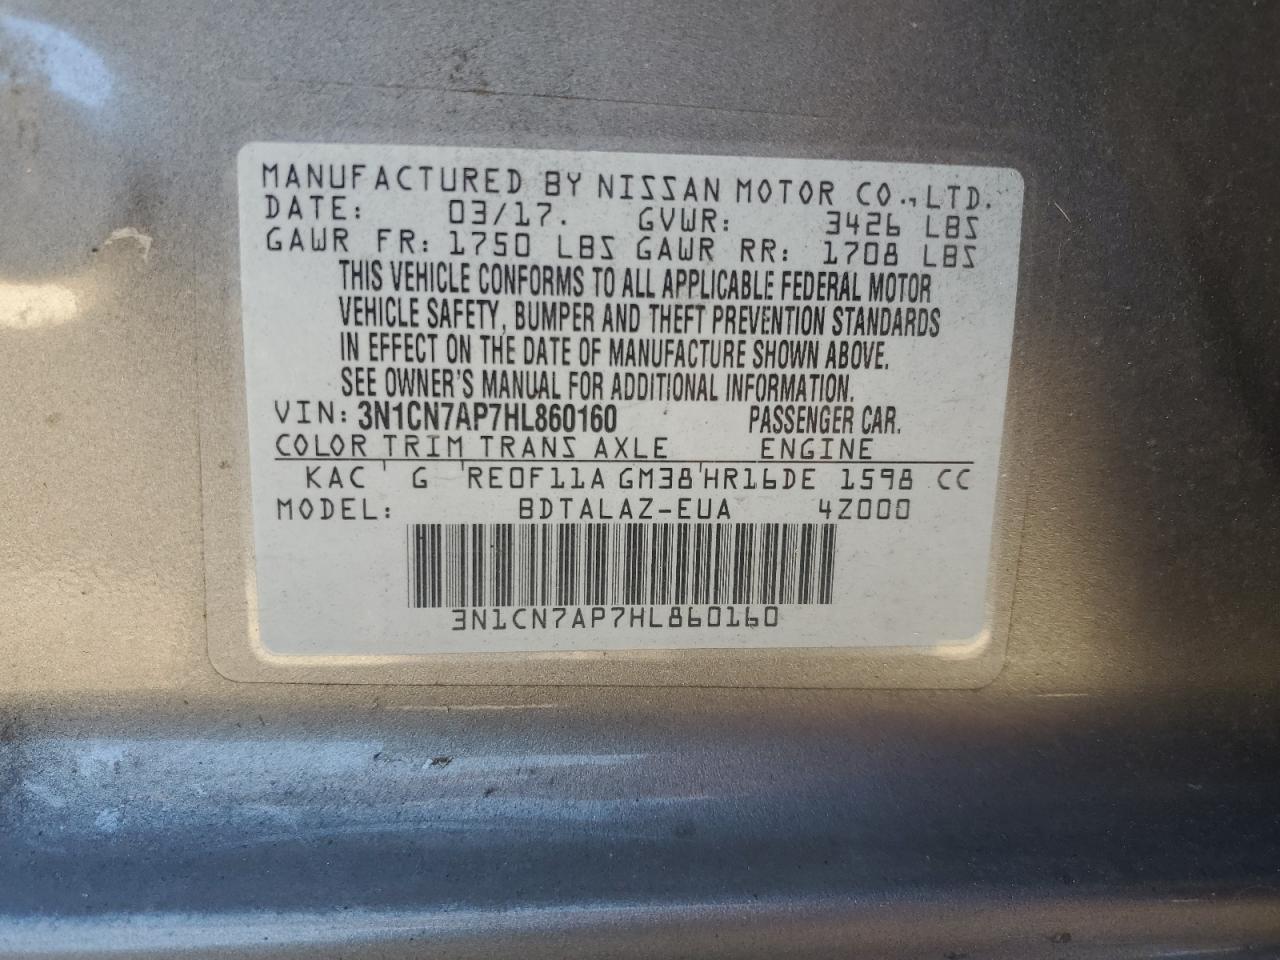 MANUFACTURED BY NISSAN MOTOR CO., LTD.
DATE: 03/17. GVWR: 3426 LBS
GAWR FR: 1750 LBS GAWR RR: 1708 LBS
THIS VEHICLE CONFORMS TO ALL APPLICABLE FEDERAL MOTOR
VEHICLE SAFETY, BUMPER AND THEFT PREVENTION STANDARDS
IN EFFECT ON THE DATE OF MANUFACTURE SHOWN ABOVE.
SEE OWNER'S MANUAL FOR ADDITIONAL INFORMATION.
VIN: 3N1CN7AP7HL860160 PASSENGER CAR.
COLOR TRIM TRANS AXLE ENGINE
KAC G RE0F11A GM38 HR16DE 1598 CC
MODEL: BDTALAZ-EUA 4Z000
3N1CN7AP7HL860160